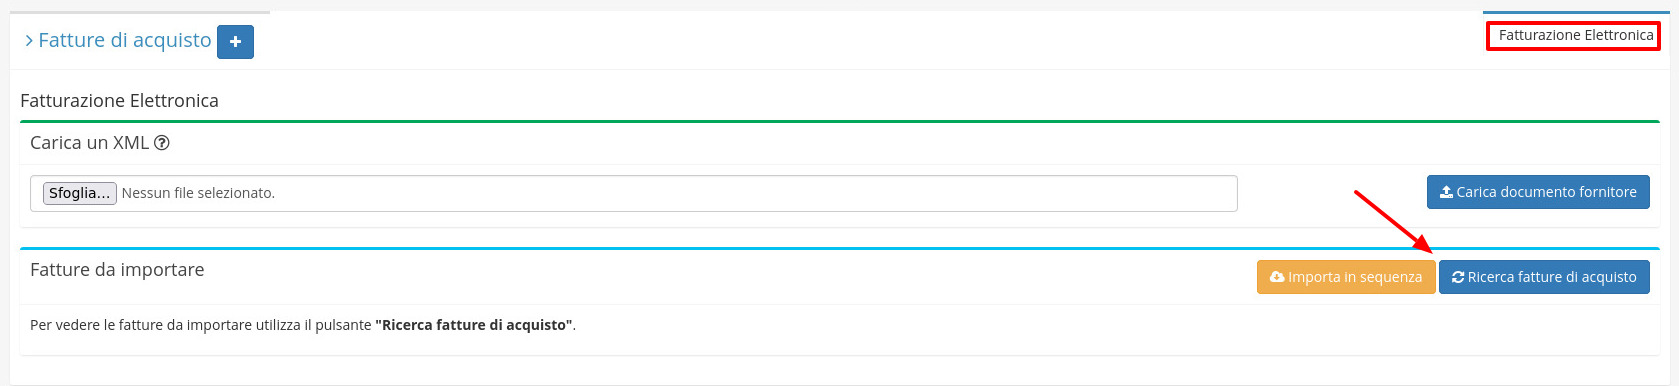 Fatture di acquisto
Fatturazione Elettronica
Fatturazione Elettronica
Carica un XML
Sfoglia... Nessun file selezionato.
Carica documento fornitore
Fatture da importare
Importa in sequenza
Ricerca fatture di acquisto
Per vedere le fatture da importare utilizza il pulsante "Ricerca fatture di acquisto".